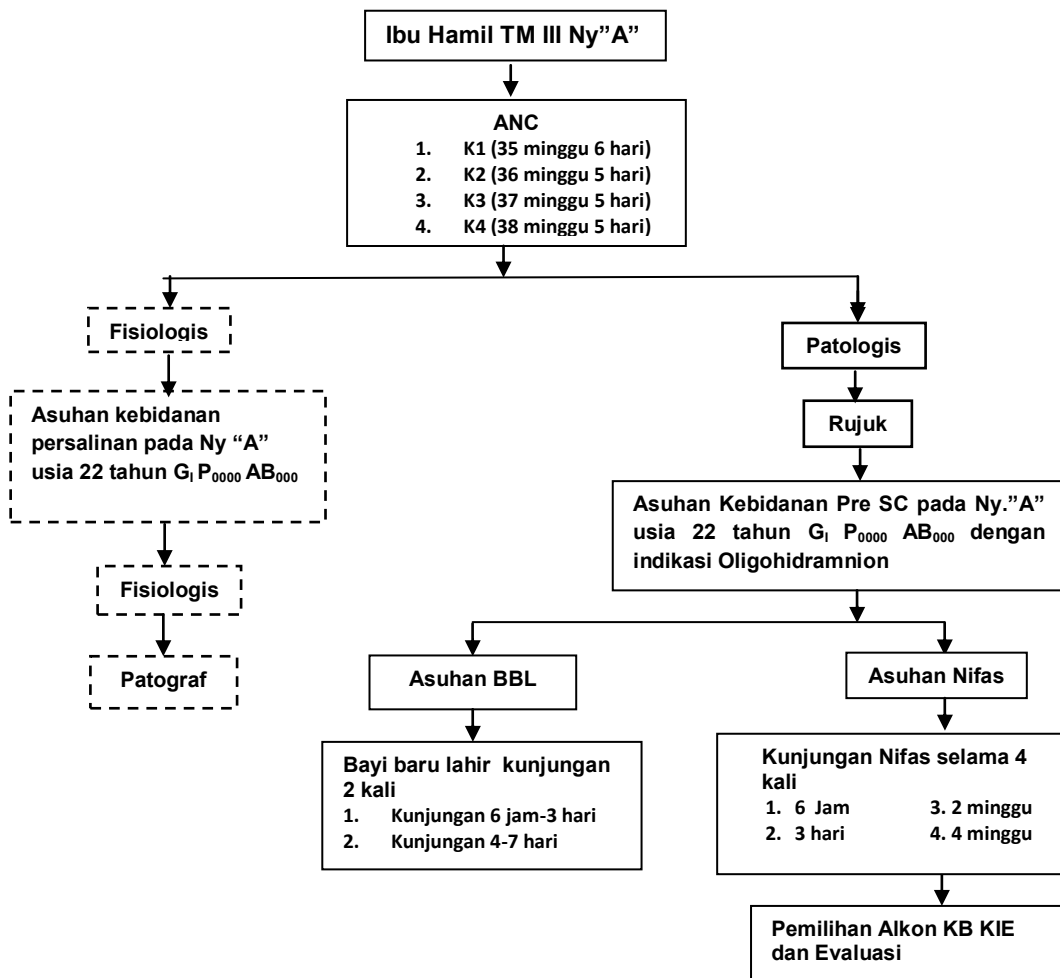 Ibu Hamil TM III Ny”A”
ANC
1. K1 (35 minggu 6 hari)
2. K2 (36 minggu 5 hari)
3. K3 (37 minggu 5 hari)
4. K4 (38 minggu 5 hari)
Fisiologis
Asuhan kebidanan
persalinan pada Ny “A”
usia 22 tahun GI P0000 AB000
Fisiologis
Patograf
Patologis
Rujuk
Asuhan Kebidanan Pre SC pada Ny.”A”
usia 22 tahun GI P0000 AB000 dengan
indikasi Oligohidramnion
Asuhan BBL
Bayi baru lahir kunjungan
2 kali
1. Kunjungan 6 jam-3 hari
2. Kunjungan 4-7 hari
Asuhan Nifas
Kunjungan Nifas selama 4
kali
1. 6 Jam 3. 2 minggu
2. 3 hari 4. 4 minggu
Pemilihan Alkon KB KIE
dan Evaluasi